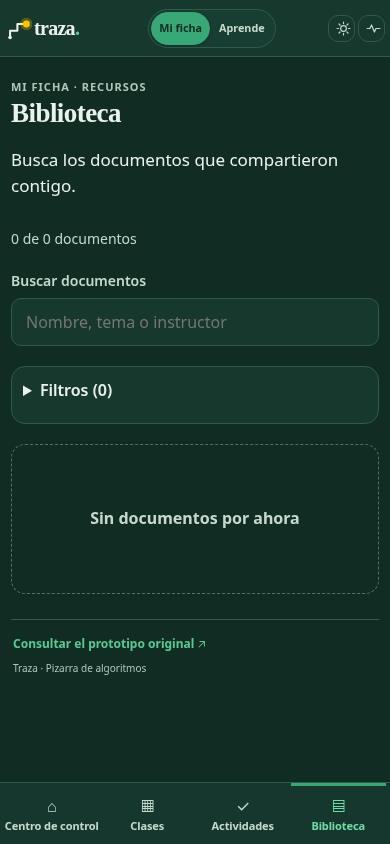 traza.
Mi ficha
Aprende
MI FICHA · RECURSOS
Biblioteca
Busca los documentos que compartieron
contigo.
0 de 0 documentos
Buscar documentos
Nombre, tema o instructor
Filtros (0)
Sin documentos por ahora
Consultar el prototipo original ↗
Traza · Pizarra de algoritmos
Centro de control
Clases
Actividades
Biblioteca